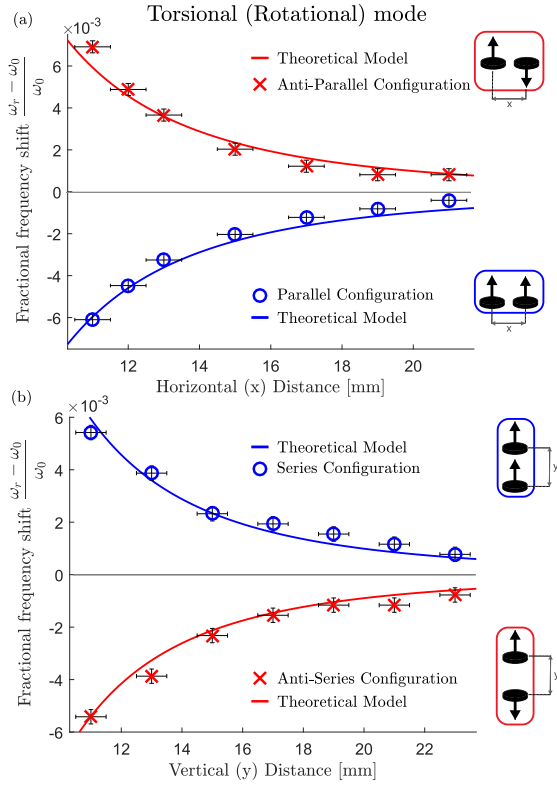 Torsional (Rotational) mode
(a)
×10⁻³
6
4
2
0
-2
-4
-6
Fractional frequency shift (ω_r − ω_0)/ω_0
Theoretical Model
Anti-Parallel Configuration
x
Parallel Configuration
Theoretical Model
x
12 14 16 18 20
Horizontal (x) Distance [mm]
(b)
×10⁻³
6
4
2
0
-2
-4
-6
Fractional frequency shift (ω_r − ω_0)/ω_0
Theoretical Model
Series Configuration
y
Anti-Series Configuration
Theoretical Model
y
12 14 16 18 20 22
Vertical (y) Distance [mm]